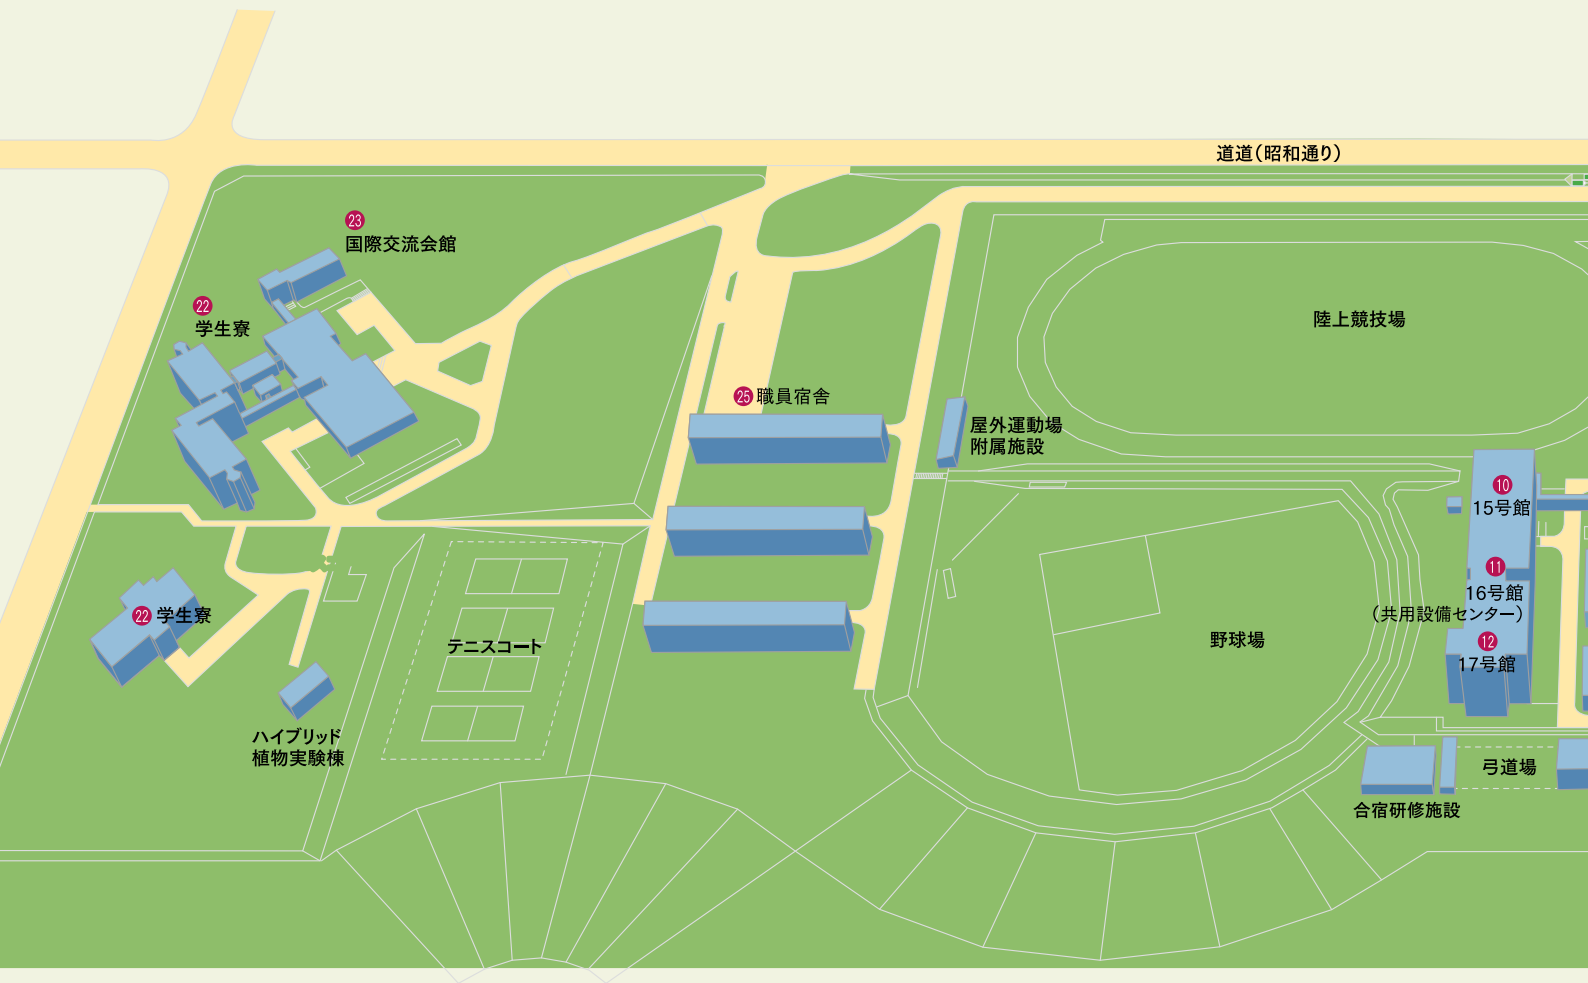 道道(昭和通り)
23
国際交流会館
22
学生寮
陸上競技場
25 職員宿舎
屋外運動場
附属施設
10
15号館
11
16号館
(共用設備センター)
12
17号館
22 学生寮
テニスコート
野球場
ハイブリッド
植物実験棟
弓道場
合宿研修施設